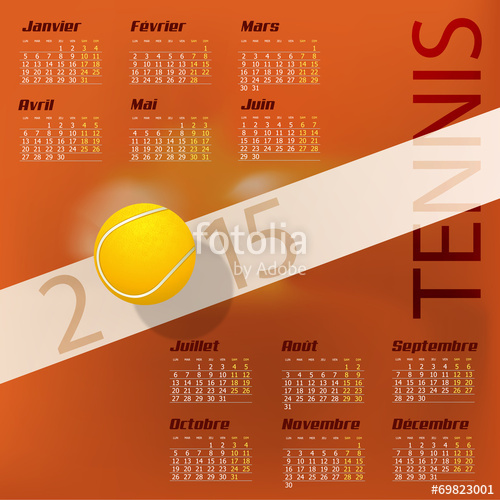 Janvier
LUN MAR MER JEU VEN SAM DIM
1 2 3 4
5 6 7 8 9 10 11
12 13 14 15 16 17 18
19 20 21 22 23 24 25
26 27 28 29 30 31
Février
LUN MAR MER JEU VEN SAM DIM
1
2 3 4 5 6 7 8
9 10 11 12 13 14 15
16 17 18 19 20 21 22
23 24 25 26 27 28
Mars
LUN MAR MER JEU VEN SAM DIM
1
2 3 4 5 6 7 8
9 10 11 12 13 14 15
16 17 18 19 20 21 22
23 24 25 26 27 28 29
30 31
Avril
LUN MAR MER JEU VEN SAM DIM
1 2 3 4 5
6 7 8 9 10 11 12
13 14 15 16 17 18 19
20 21 22 23 24 25 26
27 28 29 30
Mai
LUN MAR MER JEU VEN SAM DIM
1 2 3
4 5 6 7 8 9 10
11 12 13 14 15 16 17
18 19 20 21 22 23 24
25 26 27 28 29 30 31
Juin
LUN MAR MER JEU VEN SAM DIM
1 2 3 4 5 6 7
8 9 10 11 12 13 14
15 16 17 18 19 20 21
22 23 24 25 26 27 28
29 30
TENNIS
2 15
fotolia
by Adobe
Juillet
LUN MAR MER JEU VEN SAM DIM
1 2 3 4 5
6 7 8 9 10 11 12
13 14 15 16 17 18 19
20 21 22 23 24 25 26
27 28 29 30 31
Aoùt
LUN MAR MER JEU VEN SAM DIM
1 2
3 4 5 6 7 8 9
10 11 12 13 14 15 16
17 18 19 20 21 22 23
24 25 26 27 28 29 30
31
Septembre
LUN MAR MER JEU VEN SAM DIM
1 2 3 4 5 6
7 8 9 10 11 12 13
14 15 16 17 18 19 20
21 22 23 24 25 26 27
28 29 30
Octobre
LUN MAR MER JEU VEN SAM DIM
1 2 3 4
5 6 7 8 9 10 11
12 13 14 15 16 17 18
19 20 21 22 23 24 25
26 27 28 29 30 31
Novembre
LUN MAR MER JEU VEN SAM DIM
1
2 3 4 5 6 7 8
9 10 11 12 13 14 15
16 17 18 19 20 21 22
23 24 25 26 27 28 29
30
Décembre
LUN MAR MER JEU VEN SAM DIM
1 2 3 4 5 6
7 8 9 10 11 12 13
14 15 16 17 18 19 20
21 22 23 24 25 26 27
28 29 30 31
#69823001